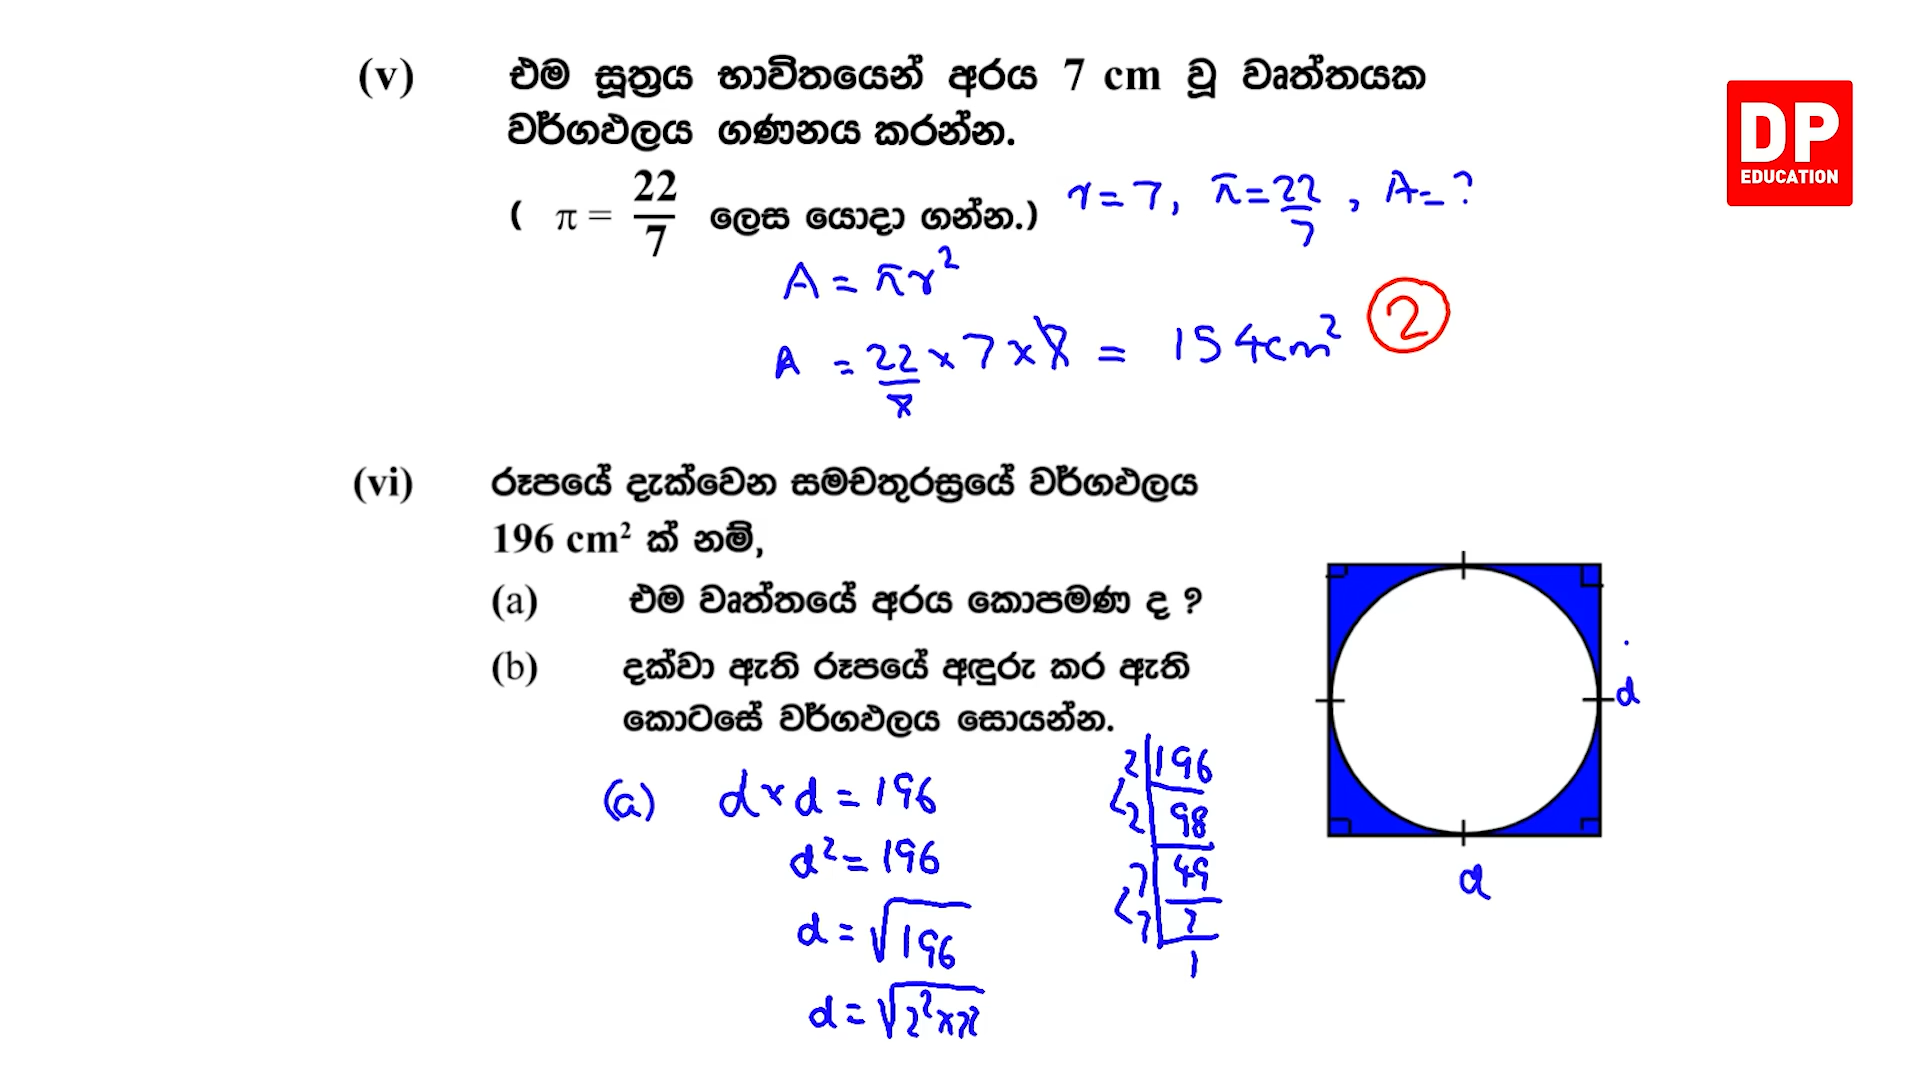 (v) එම සූත්‍රය භාවිතයෙන් අරය 7 cm වූ වෘත්තයක
වර්ගඵලය ගණනය කරන්න.
( π = 22/7 ලෙස යොදා ගන්න.) r = 7, π = 22/7, A = ?
A = πr²
A = 22/7 × 7 × 7 = 154cm² 2
DP
EDUCATION
(vi) රූපයේ දැක්වෙන සමචතුරස්‍රයේ වර්ගඵලය
196 cm² ක් නම්,
(a) එම වෘත්තයේ අරය කොපමණ ද ?
(b) දක්වා ඇති රූපයේ අඳුරු කර ඇති
කොටසේ වර්ගඵලය සොයන්න.
(a) d × d = 196
d² = 196
d = √196
d = √2²×7²
2 196
2 98
7 49
7 7
1
d
d